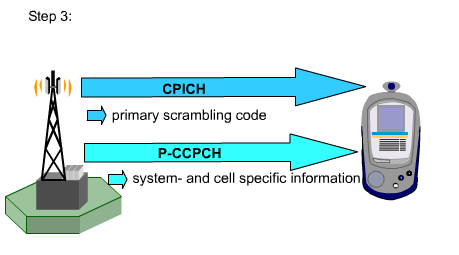 Step 3:
CPICH
primary scrambling code
P-CCPCH
system- and cell specific information